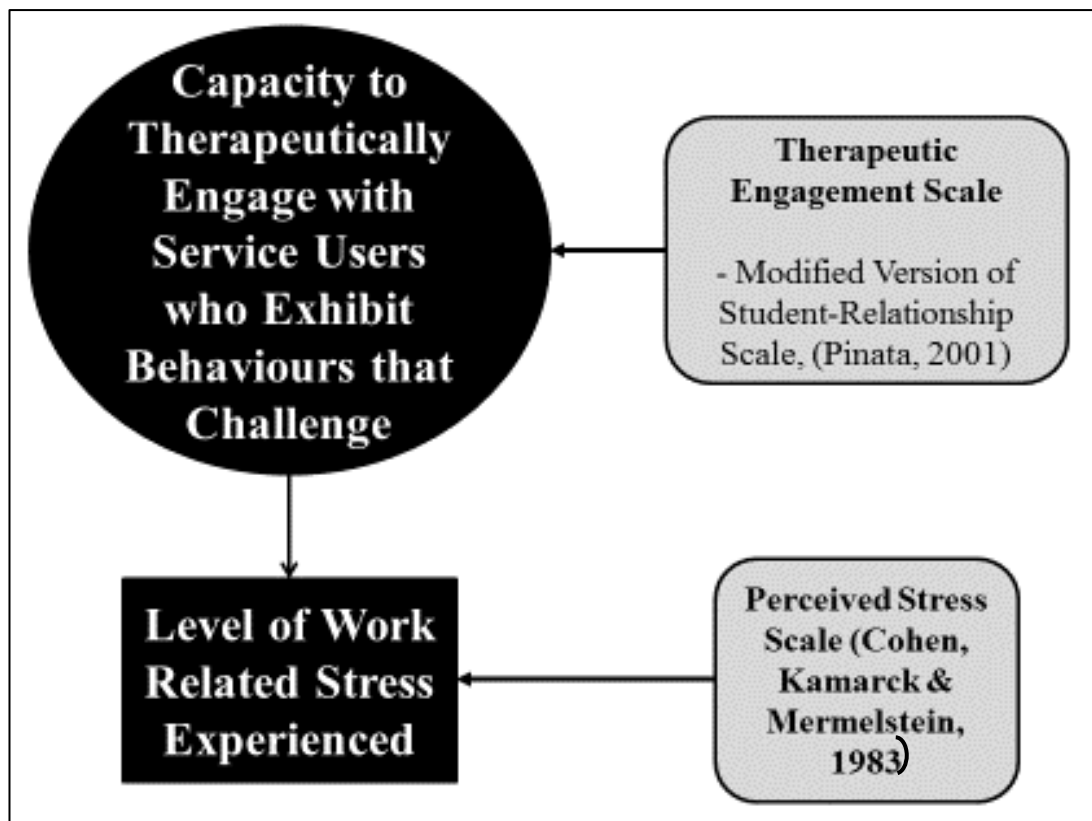 Capacity to
Therapeutically
Engage with
Service Users
who Exhibit
Behaviours that
Challenge
Therapeutic
Engagement Scale
- Modified Version of
Student-Relationship
Scale, (Pinata, 2001)
Level of Work
Related Stress
Experienced
Perceived Stress
Scale (Cohen,
Kamarck &
Mermelstein,
1983)